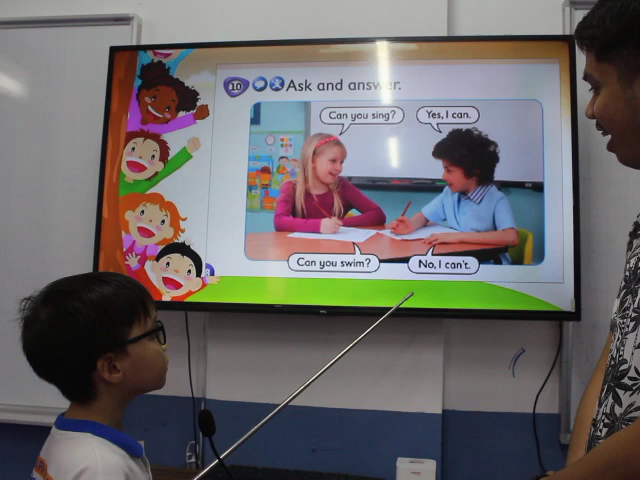 10 Ask and answer.
Can you sing? Yes, I can.
Can you swim? No, I can't.